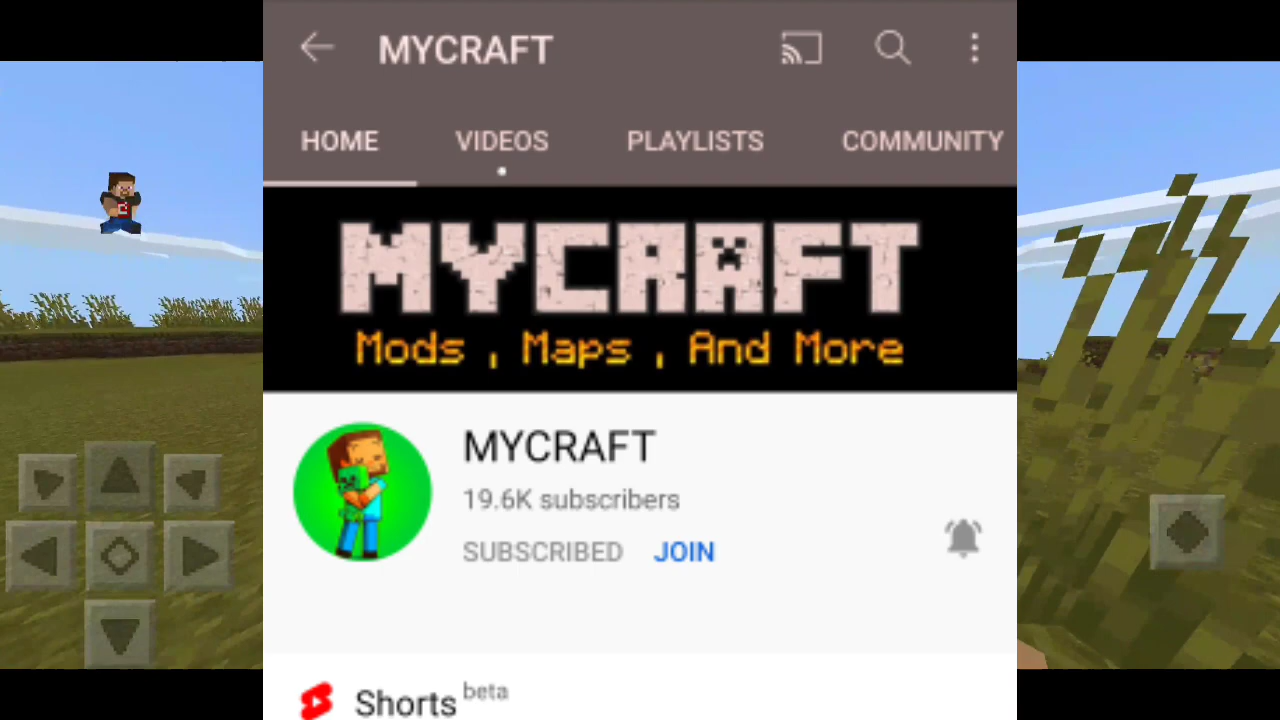 MYCRAFT
HOME VIDEOS PLAYLISTS COMMUNITY
MYCRAFT
Mods , Maps , And More
MYCRAFT
19.6K subscribers
SUBSCRIBED JOIN
Shorts beta